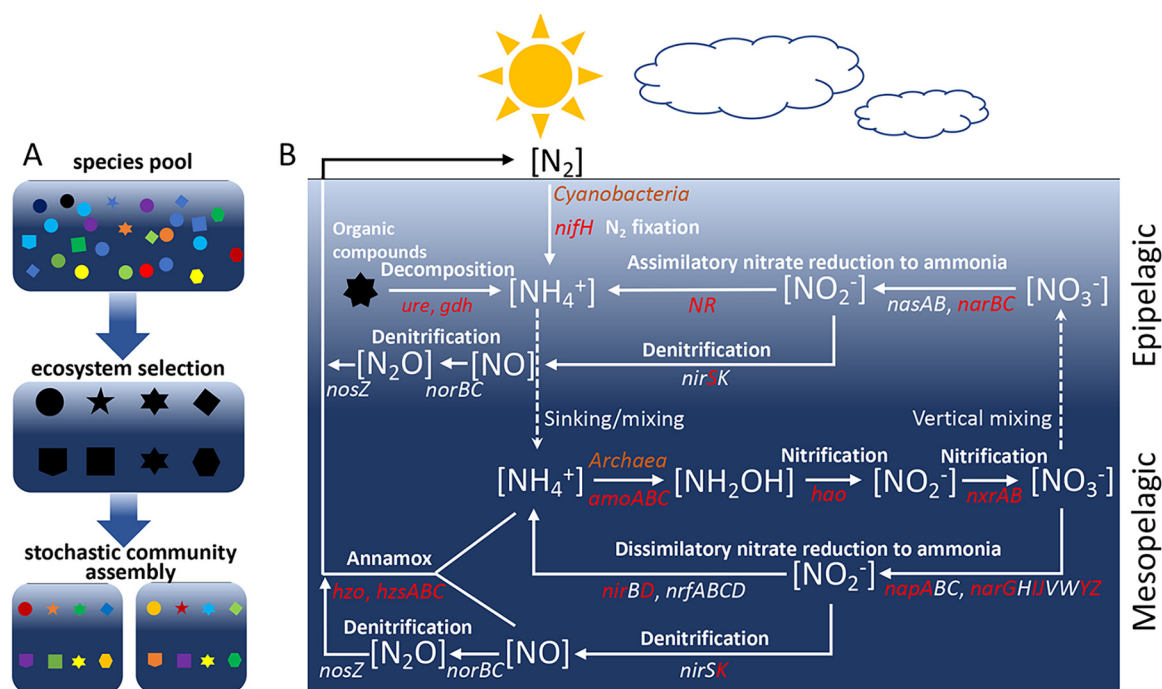 A
species pool
ecosystem selection
stochastic community
assembly
B
[N₂]
Cyanobacteria
nifH N₂ fixation
Organic
compounds
Decomposition
ure, gdh
[NH₄⁺]
Assimilatory nitrate reduction to ammonia
NR
[NO₂⁻]
nasAB, narBC
[NO₃⁻]
Denitrification
nosZ
[N₂O]
norBC
[NO]
Denitrification
nirSK
Epipelagic
Sinking/mixing
Vertical mixing
[NH₄⁺]
Archaea
amoABC
[NH₂OH]
Nitrification
hao
[NO₂⁻]
Nitrification
nxrAB
[NO₃⁻]
Annamox
hzo, hzsABC
Dissimilatory nitrate reduction to ammonia
nirBD, nrfABCD
[NO₂⁻]
napABC, narGHIJVWYZ
Denitrification
nosZ
[N₂O]
norBC
[NO]
Denitrification
nirSK
Mesopelagic